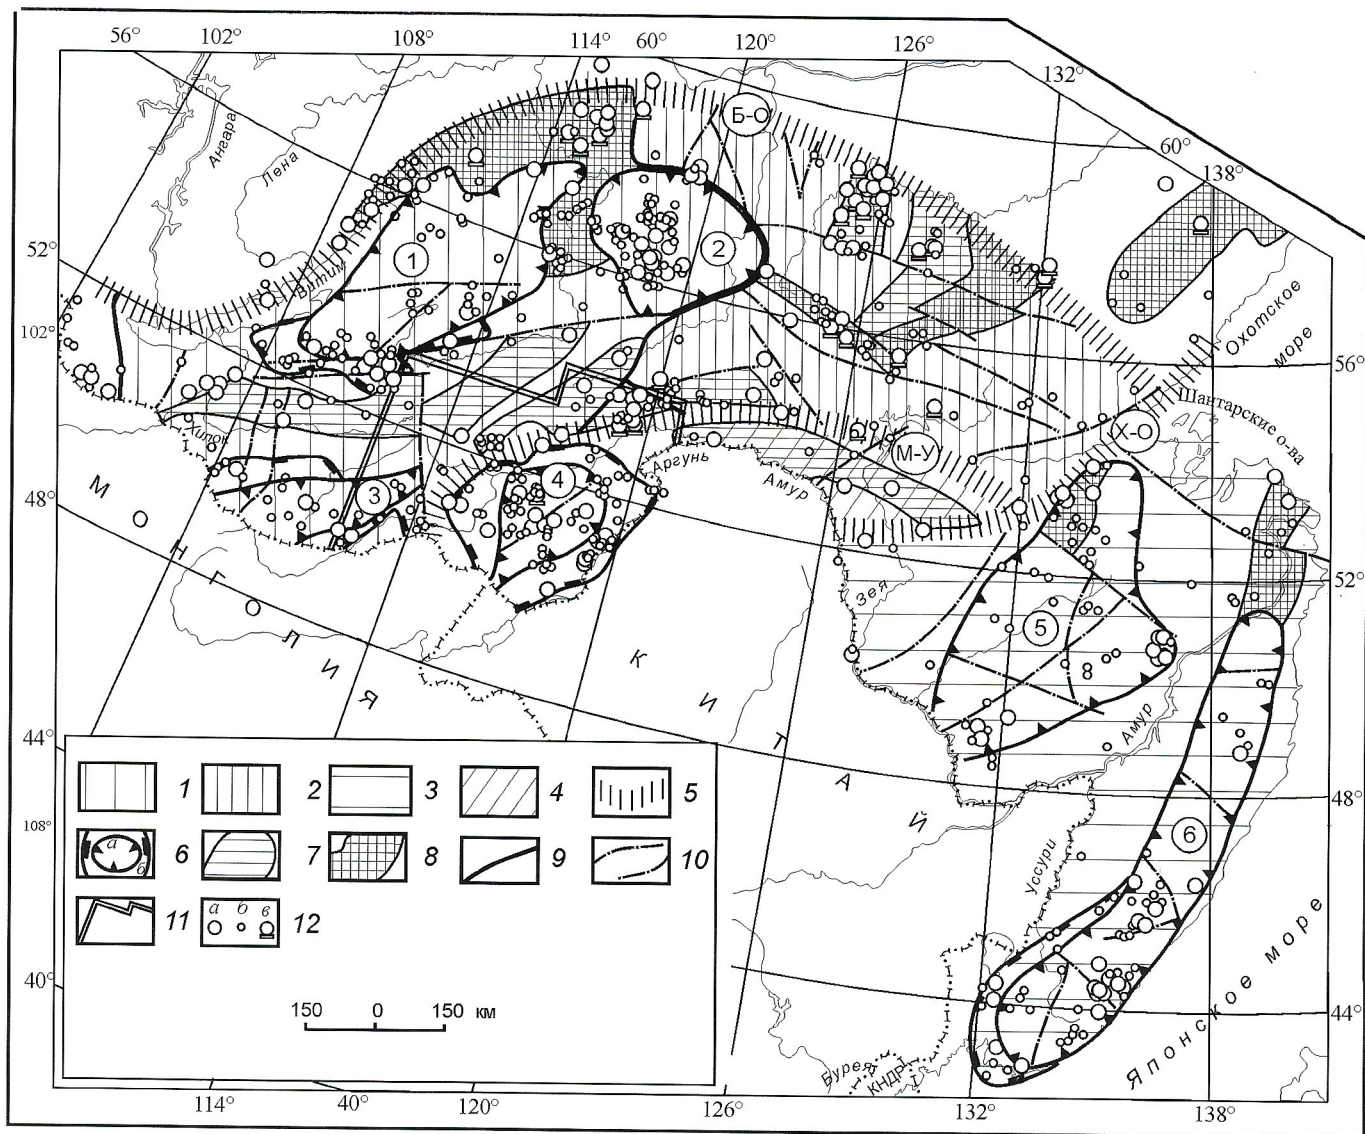 56° 102° 108° 114° 60° 120° 126° 132°
60° 138°
Б-О
Ангара
Лена
52°
1
2
Витим
Охотское
море
102°
56°
Шантарские о-ва
Х-О
Хилок
М-У
Аргунь
Амур
М О Н Г О Л И Я
48°
3
4
52°
Зея
5
8
К И Т А Й
Амур
44°
48°
6
Уссури
1 2 3 4 5
108°
а б 6 7 8 9 10
11 а б в 12
40°
150 0 150 км
44°
Японское море
Бурея
КНДР
114° 40° 120° 126° 132° 138°